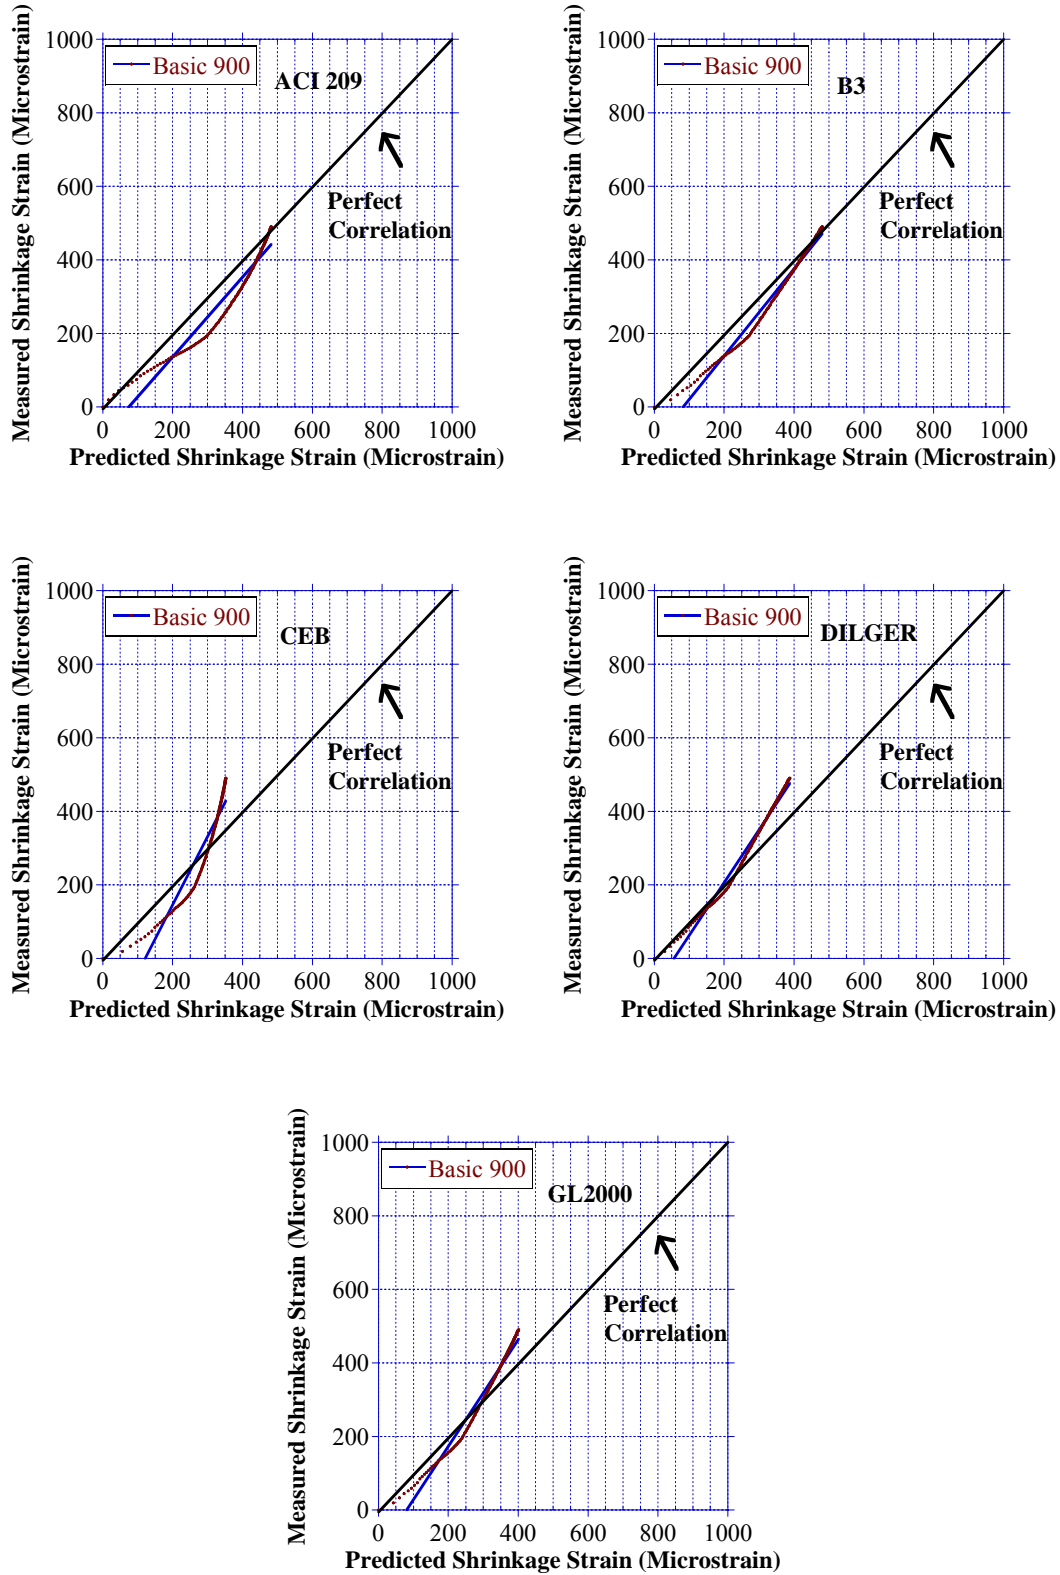 Measured Shrinkage Strain (Microstrain)
1000
800
600
400
200
0
Basic 900
ACI 209
Perfect
Correlation
0 200 400 600 800 1000
Predicted Shrinkage Strain (Microstrain)
Measured Shrinkage Strain (Microstrain)
1000
800
600
400
200
0
Basic 900
B3
Perfect
Correlation
0 200 400 600 800 1000
Predicted Shrinkage Strain (Microstrain)
Measured Shrinkage Strain (Microstrain)
1000
800
600
400
200
0
Basic 900
CEB
Perfect
Correlation
0 200 400 600 800 1000
Predicted Shrinkage Strain (Microstrain)
Measured Shrinkage Strain (Microstrain)
1000
800
600
400
200
0
Basic 900
DILGER
Perfect
Correlation
0 200 400 600 800 1000
Predicted Shrinkage Strain (Microstrain)
Measured Shrinkage Strain (Microstrain)
1000
800
600
400
200
0
Basic 900
GL2000
Perfect
Correlation
0 200 400 600 800 1000
Predicted Shrinkage Strain (Microstrain)